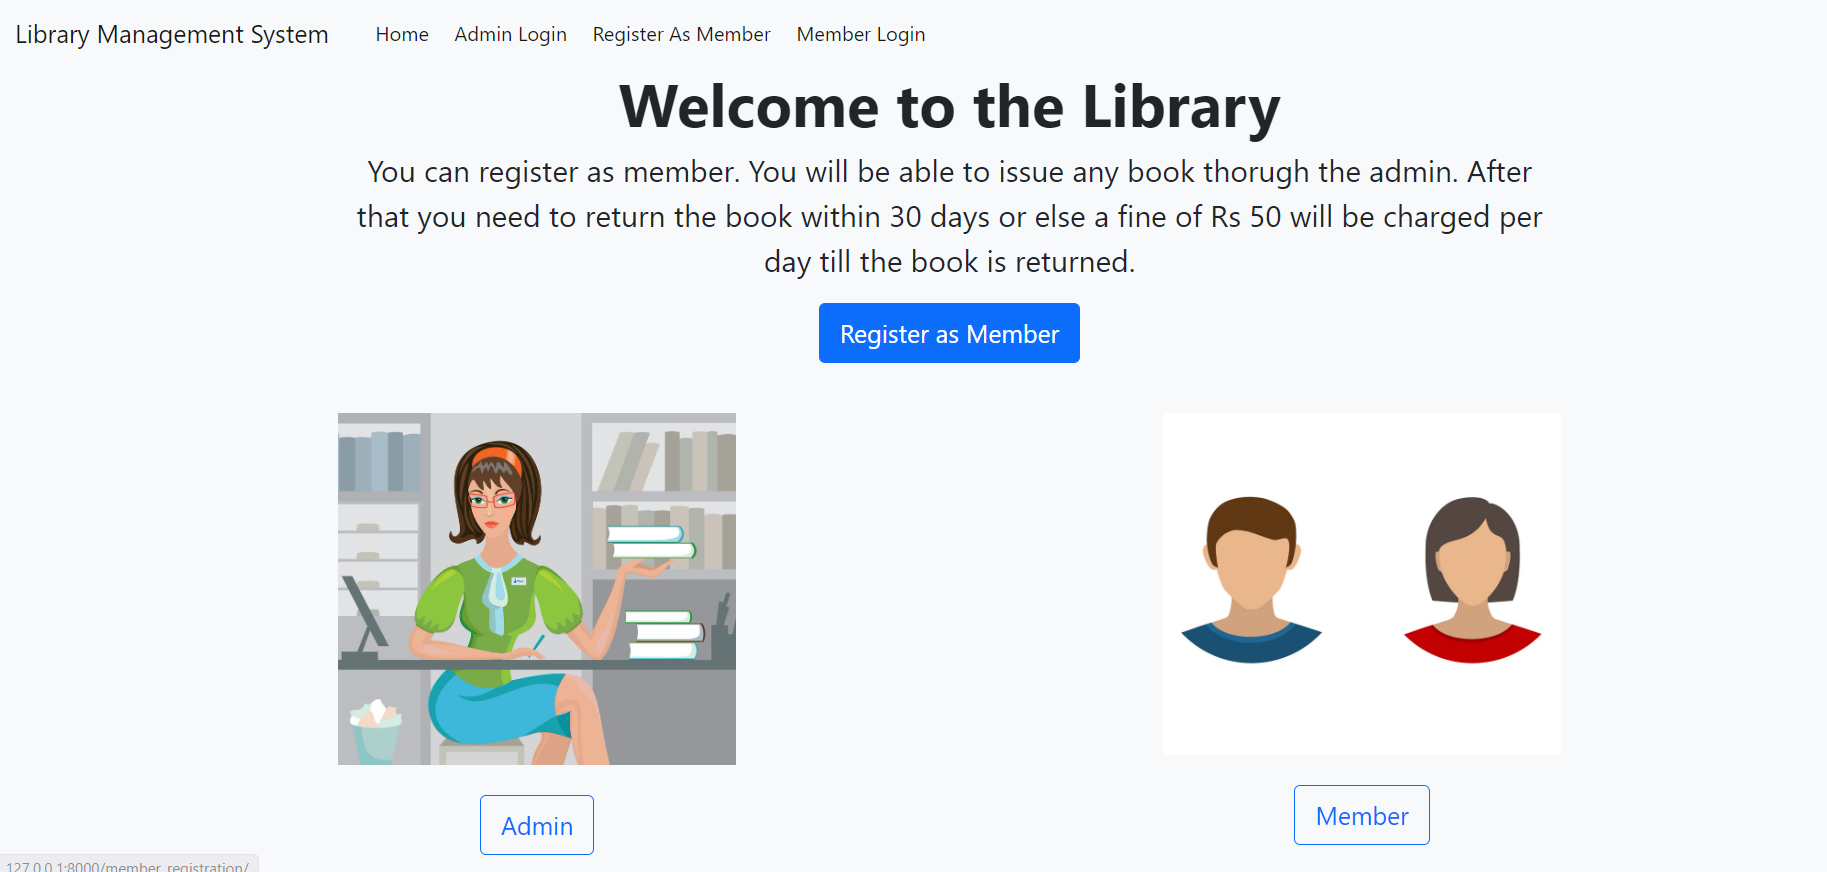 Library Management System Home Admin Login Register As Member Member Login
Welcome to the Library
You can register as member. You will be able to issue any book thorugh the admin. After
that you need to return the book within 30 days or else a fine of Rs 50 will be charged per
day till the book is returned.
Register as Member
Admin
Member
127.0.0.1:8000/member_registration/